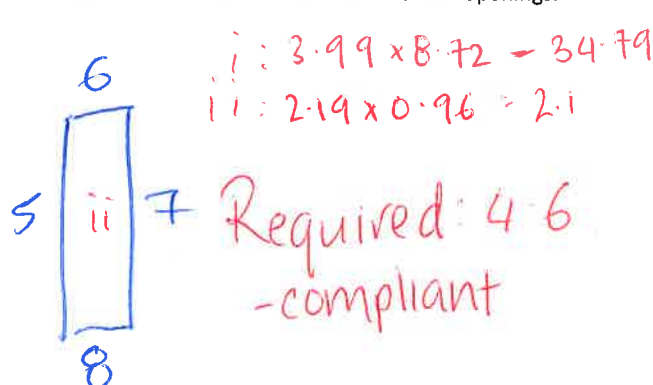 openings.
i : 3.99 x 8.72 - 34.79
ii : 2.19 x 0.96 = 2.1
6
5 ii 7
8
Required: 4.6
-compliant